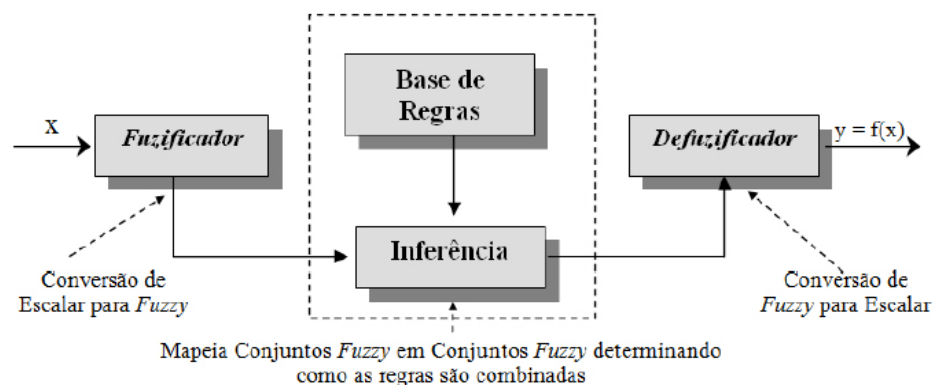 Base de
Regras
X
Fuzificador
Defuzificador
y = f(x)
Inferência
Conversão de
Escalar para Fuzzy
Conversão de
Fuzzy para Escalar
Mapeia Conjuntos Fuzzy em Conjuntos Fuzzy determinando
como as regras são combinadas